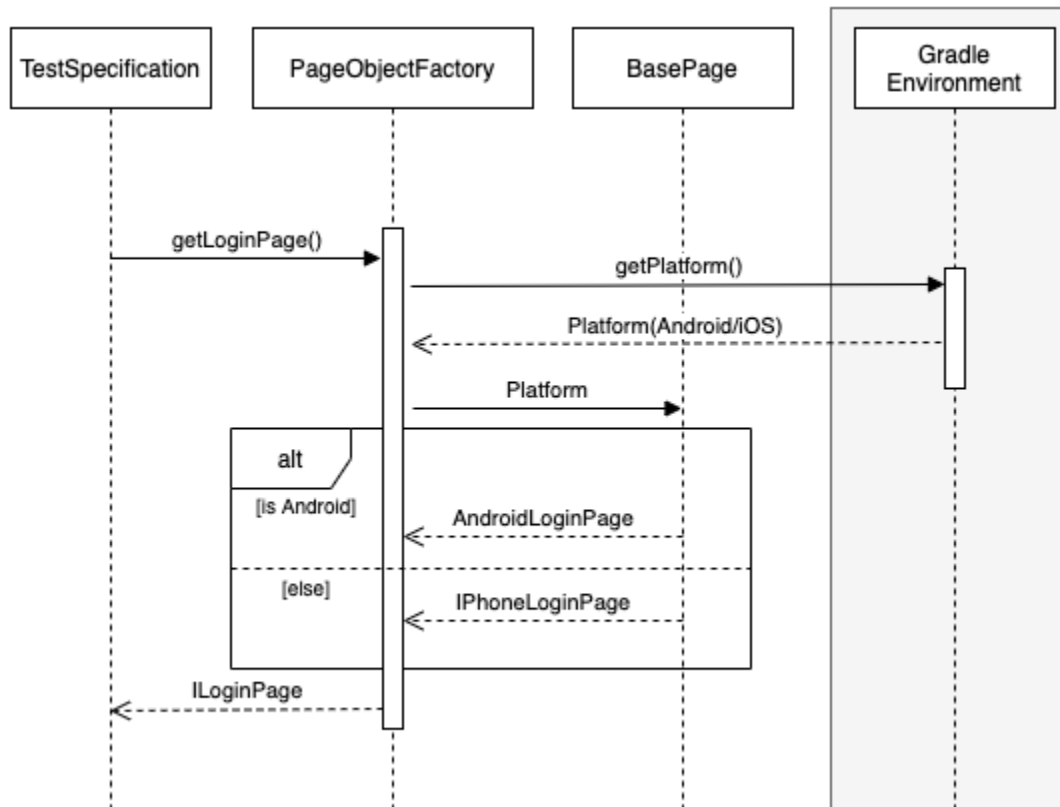 TestSpecification
PageObjectFactory
BasePage
Gradle
Environment
getLoginPage()
getPlatform()
Platform(Android/iOS)
Platform
alt
[is Android]
AndroidLoginPage
[else]
IPhoneLoginPage
ILoginPage